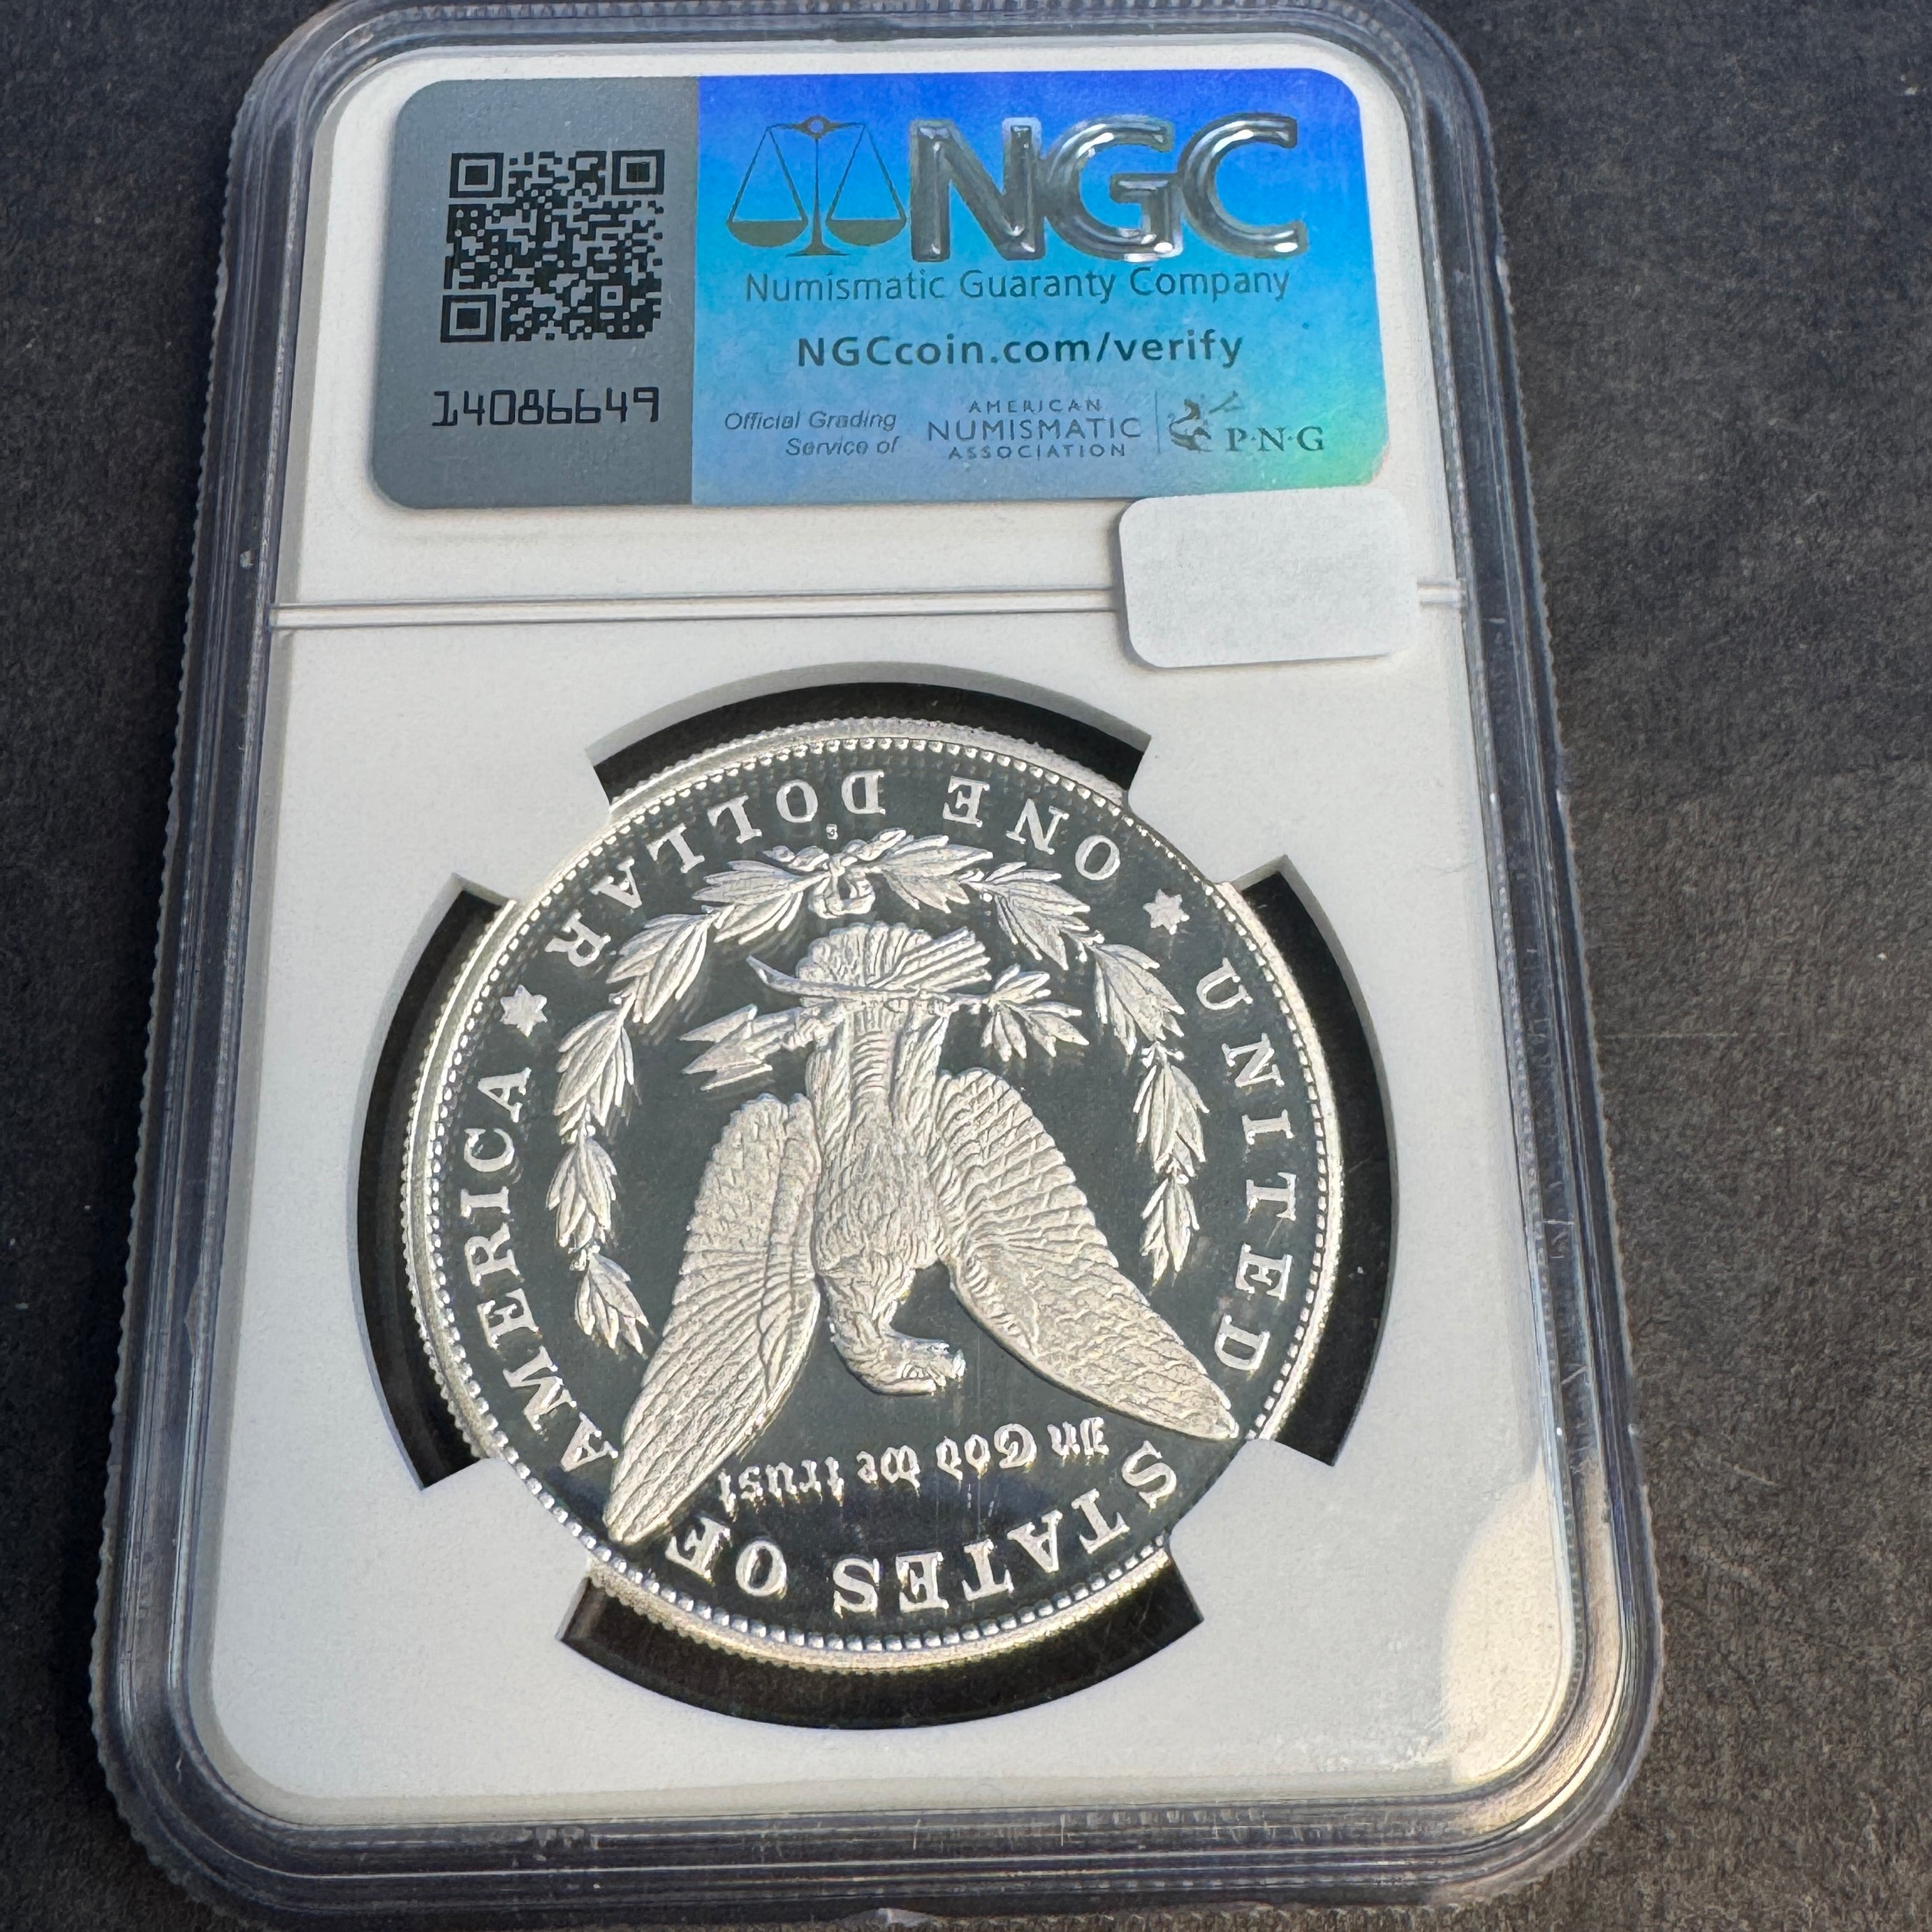 NGC
Numismatic Guaranty Company
NGCcoin.com/verify
14086649
Official Grading
Service of
AMERICAN
NUMISMATIC
ASSOCIATION
P·N·G
UNITED STATES OF AMERICA
In God we trust
ONE DOLLAR
S